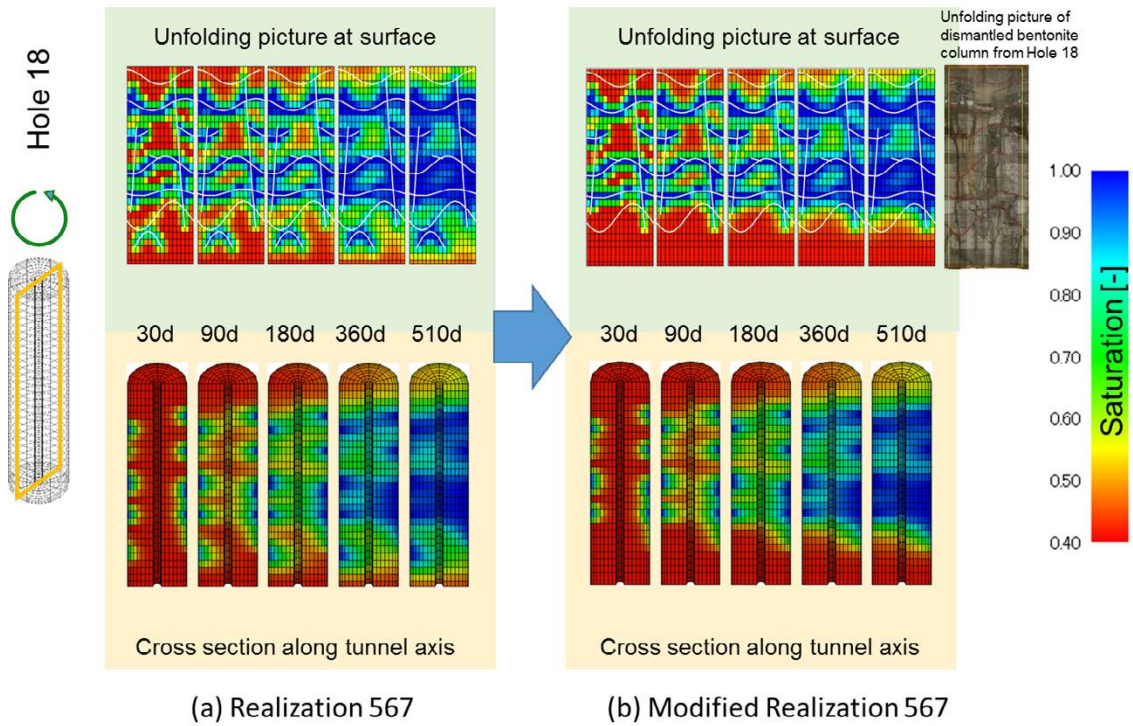 Hole 18
Unfolding picture at surface
30d 90d 180d 360d 510d
Cross section along tunnel axis
(a) Realization 567
Unfolding picture at surface
30d 90d 180d 360d 510d
Cross section along tunnel axis
(b) Modified Realization 567
Unfolding picture of
dismantled bentonite
column from Hole 18
1.00
0.90
0.80
0.70
0.60
0.50
0.40
Saturation [-]